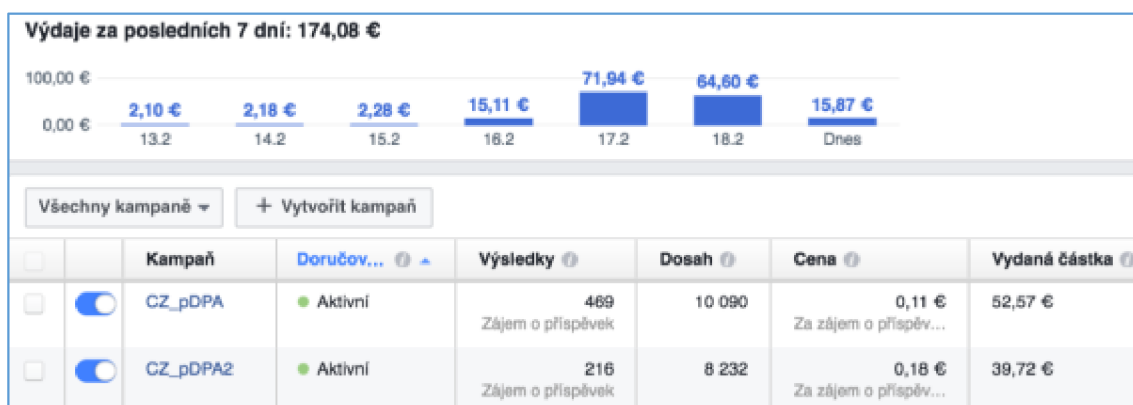 Výdaje za posledních 7 dní: 174,08 €
100,00 €
0,00 €
2,10 €
2,18 €
2,28 €
15,11 €
71,94 €
64,60 €
15,87 €
13.2
14.2
15.2
16.2
17.2
18.2
Dnes
Všechny kampaně
+ Vytvořit kampaň
Kampaň Doručov... Výsledky Dosah Cena Vydaná částka
CZ_pDPA Aktivní 469 10 090 0,11 € 52,57 €
Zájem o příspěvek Za zájem o příspěv...
CZ_pDPA2 Aktivní 216 8 232 0,18 € 39,72 €
Zájem o příspěvek Za zájem o příspěv...